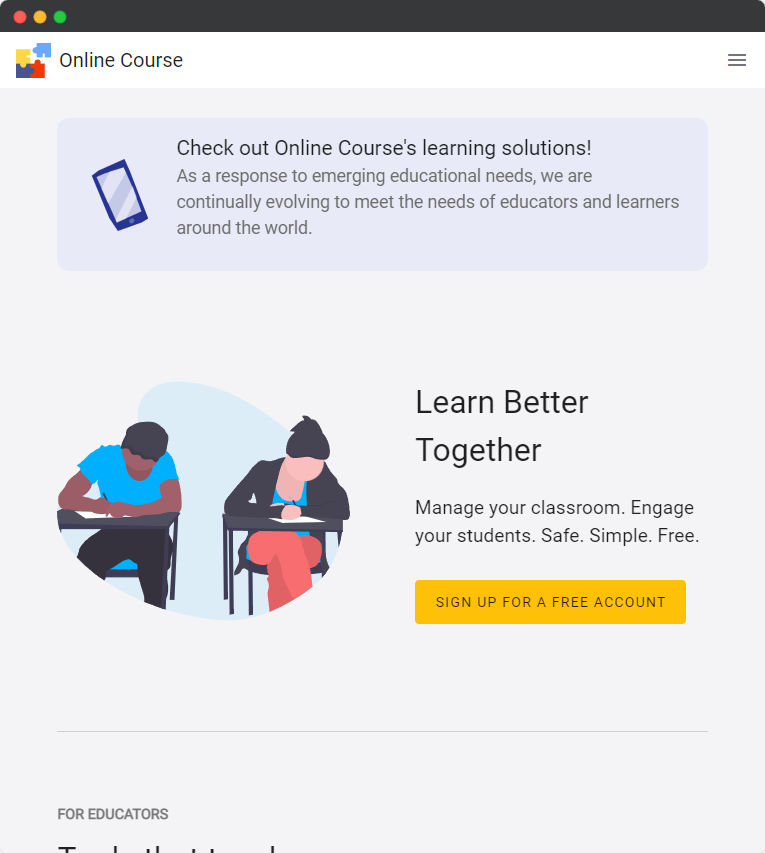 Online Course
Check out Online Course's learning solutions!
As a response to emerging educational needs, we are
continually evolving to meet the needs of educators and learners
around the world.
Learn Better
Together
Manage your classroom. Engage
your students. Safe. Simple. Free.
SIGN UP FOR A FREE ACCOUNT
FOR EDUCATORS